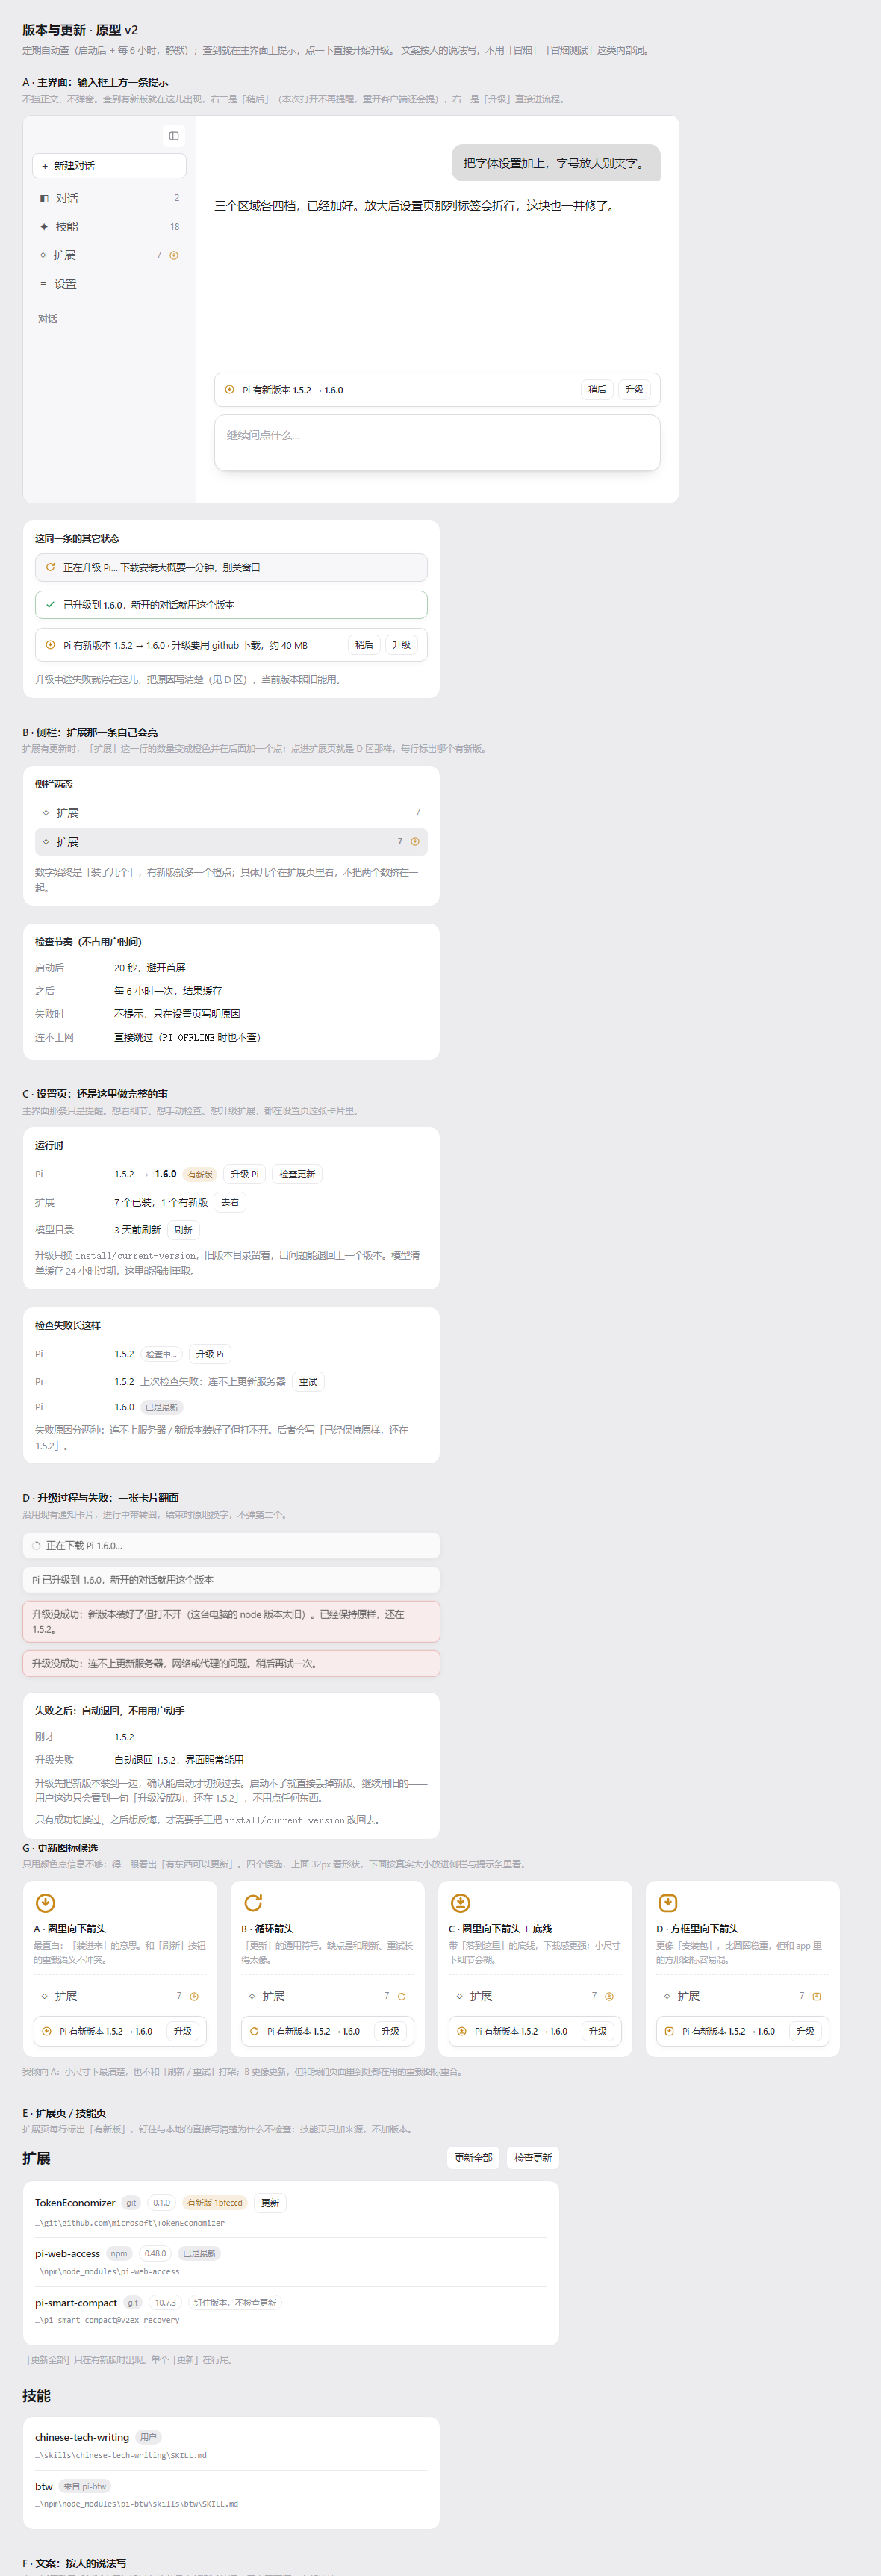 版本与更新 · 原型 v2
定期自动查（启动后 + 每 6 小时，静默）；查到就在主界面上提示，点一下直接开始升级。 文案按人的说法写，不用「冒烟」「冒烟测试」这类内部词。
A · 主界面：输入框上方一条提示
不挡正文、不弹窗。查到有新版就在这儿出现，右二是「稍后」（本次打开不再提醒，重开客户端还会提），右一是「升级」直接进流程。
+ 新建对话
对话 2
技能 18
扩展 7
设置
对话
把字体设置加上，字号放大别夹字。
三个区域各四档，已经加好。放大后设置页那列标签会折行，这块也一并修了。
Pi 有新版本 1.5.2 → 1.6.0 稍后 升级
继续问点什么…
这同一条的其它状态
正在升级 Pi… 下载安装大概要一分钟，别关窗口
已升级到 1.6.0，新开的对话就用这个版本
Pi 有新版本 1.5.2 → 1.6.0 · 升级要用 github 下载，约 40 MB 稍后 升级
升级中途失败就停在这儿，把原因写清楚（见 D 区），当前版本照旧能用。
B · 侧栏：扩展那一条自己会亮
扩展有更新时，「扩展」这一行的数量变成橙色并在后面加一个点；点进扩展页就是 D 区那样，每行标出哪个有新版。
侧栏两态
扩展 7
扩展 7
数字始终是「装了几个」，有新版就多一个橙点；具体几个在扩展页里看，不把两个数挤在一
起。
检查节奏（不占用户时间）
启动后 20 秒，避开首屏
之后 每 6 小时一次，结果缓存
失败时 不提示，只在设置页写明原因
连不上网 直接跳过（PI_OFFLINE 时也不查）
C · 设置页：还是这里做完整的事
主界面那条只是提醒。想看细节、想手动检查、想升级扩展，都在设置页这张卡片里。
运行时
Pi 1.5.2 → 1.6.0 有新版 升级 Pi 检查更新
扩展 7 个已装，1 个有新版 去看
模型目录 3 天前刷新 刷新
升级只换 install/current-version，旧版本目录留着，出问题能退回上一个版本。模型清
单缓存 24 小时过期，这里能强制重取。
检查失败长这样
Pi 1.5.2 检查中… 升级 Pi
Pi 1.5.2 上次检查失败：连不上更新服务器 重试
Pi 1.6.0 已是最新
失败原因分两种：连不上服务器 / 新版本装好了但打不开。后者会写「已经保持原样，还在
1.5.2」。
D · 升级过程与失败：一张卡片翻面
沿用现有通知卡片，进行中带转圈，结束时原地换字，不弹第二个。
正在下载 Pi 1.6.0…
Pi 已升级到 1.6.0，新开的对话就用这个版本
升级没成功：新版本装好了但打不开（这台电脑的 node 版本太旧）。已经保持原样，还在
1.5.2。
升级没成功：连不上更新服务器，网络或代理的问题。稍后再试一次。
失败之后：自动退回，不用用户动手
刚才 1.5.2
升级失败 自动退回 1.5.2，界面照常能用
升级先把新版本装到一边，确认能启动才切换过去。启动不了就直接丢掉新版、继续用旧的——
用户这边只会看到一句「升级没成功，还在 1.5.2」，不用点任何东西。
只有成功切换过、之后想反悔，才需要手工把 install/current-version 改回去。
G · 更新图标候选
只用颜色点信息不够：得一眼看出「有东西可以更新」。四个候选，上面 32px 看形状，下面按真实大小放进侧栏与提示条里看。
A · 圆里向下箭头
最直白：「装进来」的意思。和「刷新」按钮
的重载语义不冲突。
扩展 7
Pi 有新版本 1.5.2 → 1.6.0 升级
B · 循环箭头
「更新」的通用符号。缺点是和刷新、重试长
得太像。
扩展 7
Pi 有新版本 1.5.2 → 1.6.0 升级
C · 圆里向下箭头 + 底线
带「落到这里」的底线，下载感更强；小尺寸
下细节会糊。
扩展 7
Pi 有新版本 1.5.2 → 1.6.0 升级
D · 方框里向下箭头
更像「安装包」，比圆圈稳重，但和 app 里
的方形图标容易混。
扩展 7
Pi 有新版本 1.5.2 → 1.6.0 升级
我倾向 A：小尺寸下最清楚，也不和「刷新 / 重试」打架；B 更像更新，但和我们页面里到处都在用的重载图标重合。
E · 扩展页 / 技能页
扩展页每行标出「有新版」，钉住与本地的直接写清楚为什么不检查；技能页只加来源，不加版本。
扩展 更新全部 检查更新
TokenEconomizer git 0.1.0 有新版 1bfeccd 更新
…\git\github.com\microsoft\TokenEconomizer
pi-web-access npm 0.48.0 已是最新
…\npm\node_modules\pi-web-access
pi-smart-compact git 10.7.3 钉住版本，不检查更新
…\pi-smart-compact@v2ex-recovery
「更新全部」只在有新版时出现。单个「更新」在行尾。
技能
chinese-tech-writing 用户
…\skills\chinese-tech-writing\SKILL.md
btw 来自 pi-btw
…\npm\node_modules\pi-btw\skills\btw\SKILL.md
F · 文案：按人的说法写